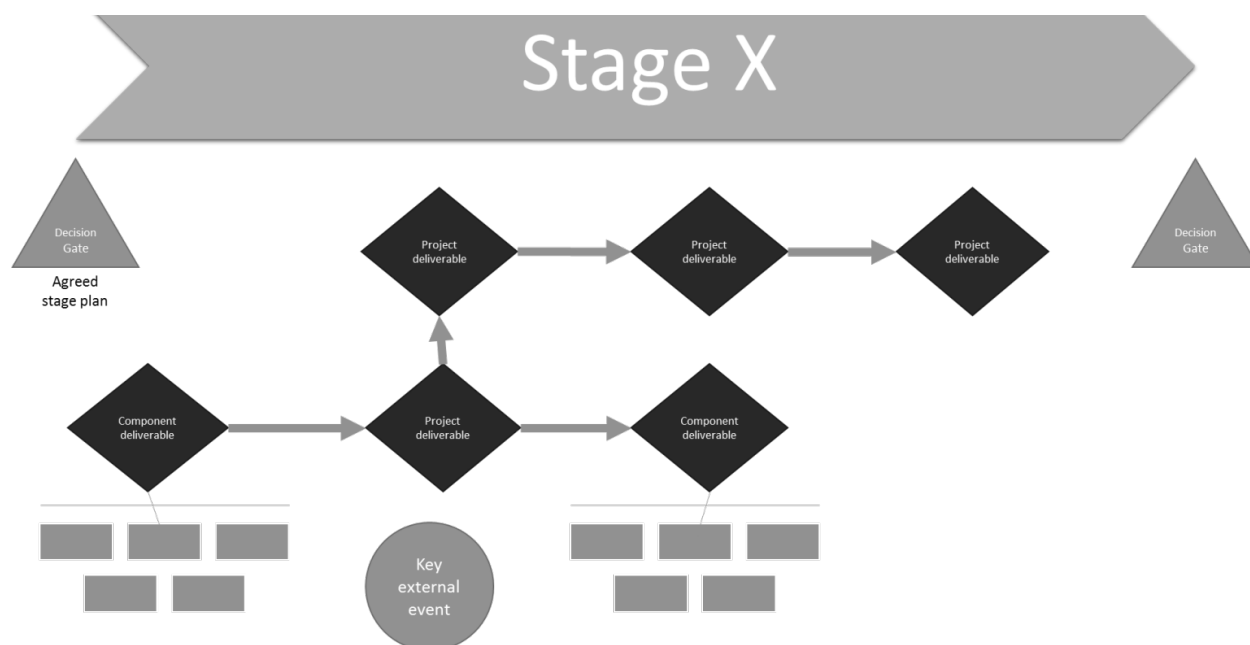 Stage X
Decision
Gate
Agreed
stage plan
Project
deliverable
Project
deliverable
Project
deliverable
Decision
Gate
Component
deliverable
Project
deliverable
Component
deliverable
Key
external
event